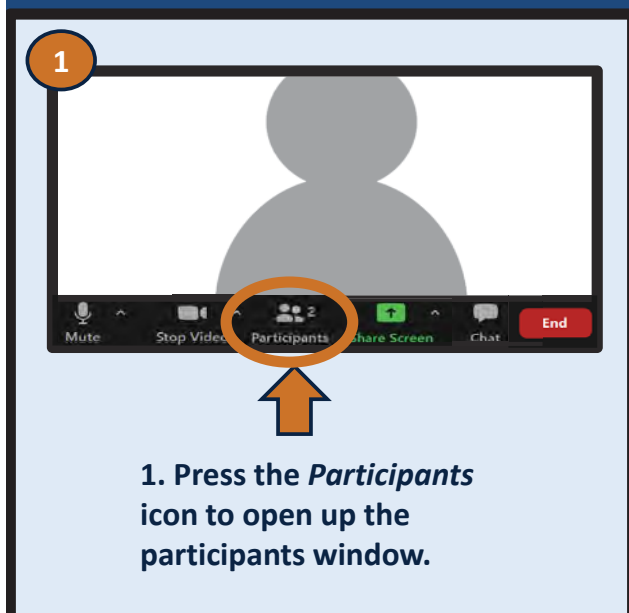 1
2
Mute Stop Video Participants Share Screen Chat End
1. Press the Participants
icon to open up the
participants window.